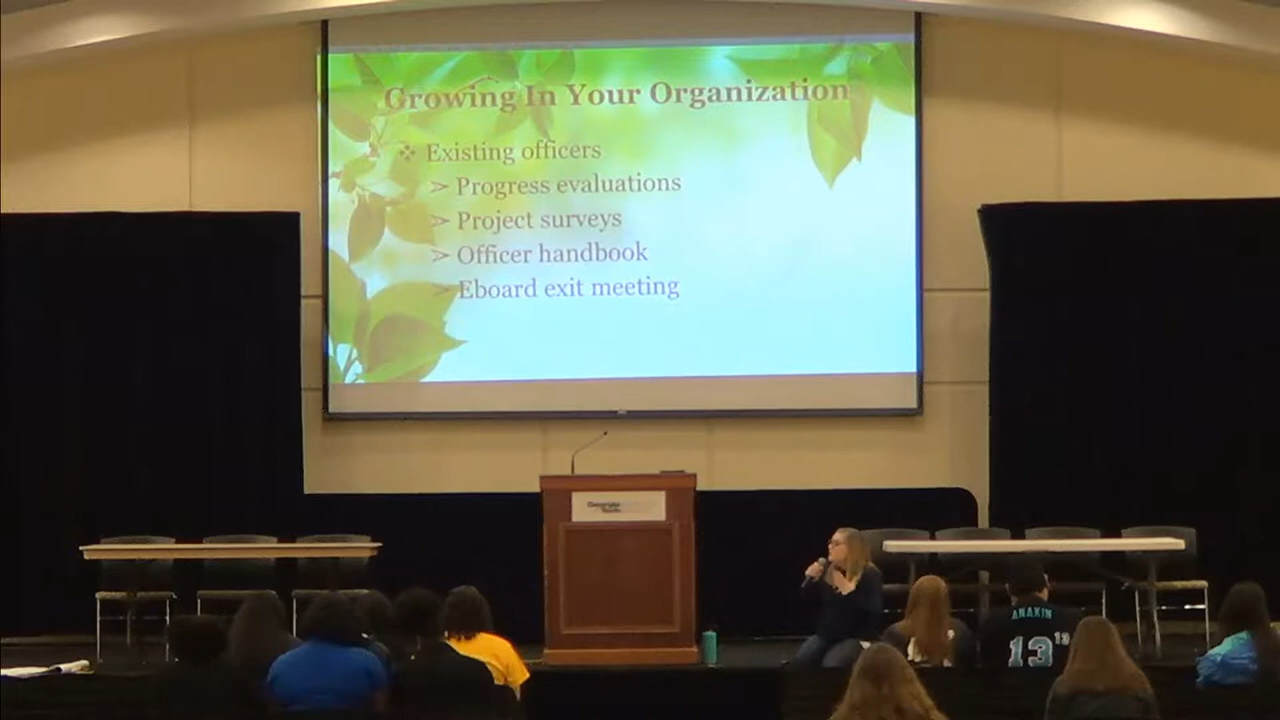 Growing In Your Organization
❖ Existing officers
➢ Progress evaluations
➢ Project surveys
➢ Officer handbook
➢ Eboard exit meeting
ANAKIN
13